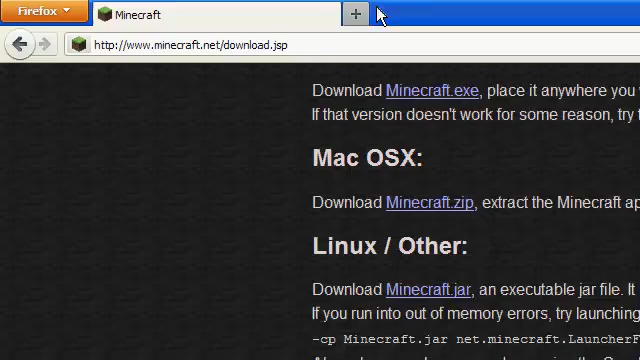 Firefox
Minecraft
http://www.minecraft.net/download.jsp
Download Minecraft.exe, place it anywhere you
If that version doesn't work for some reason, try
Mac OSX:
Download Minecraft.zip, extract the Minecraft ap
Linux / Other:
Download Minecraft.jar, an executable jar file. It
If you run into out of memory errors, try launching
-cp Minecraft.jar net.minecraft.LauncherF